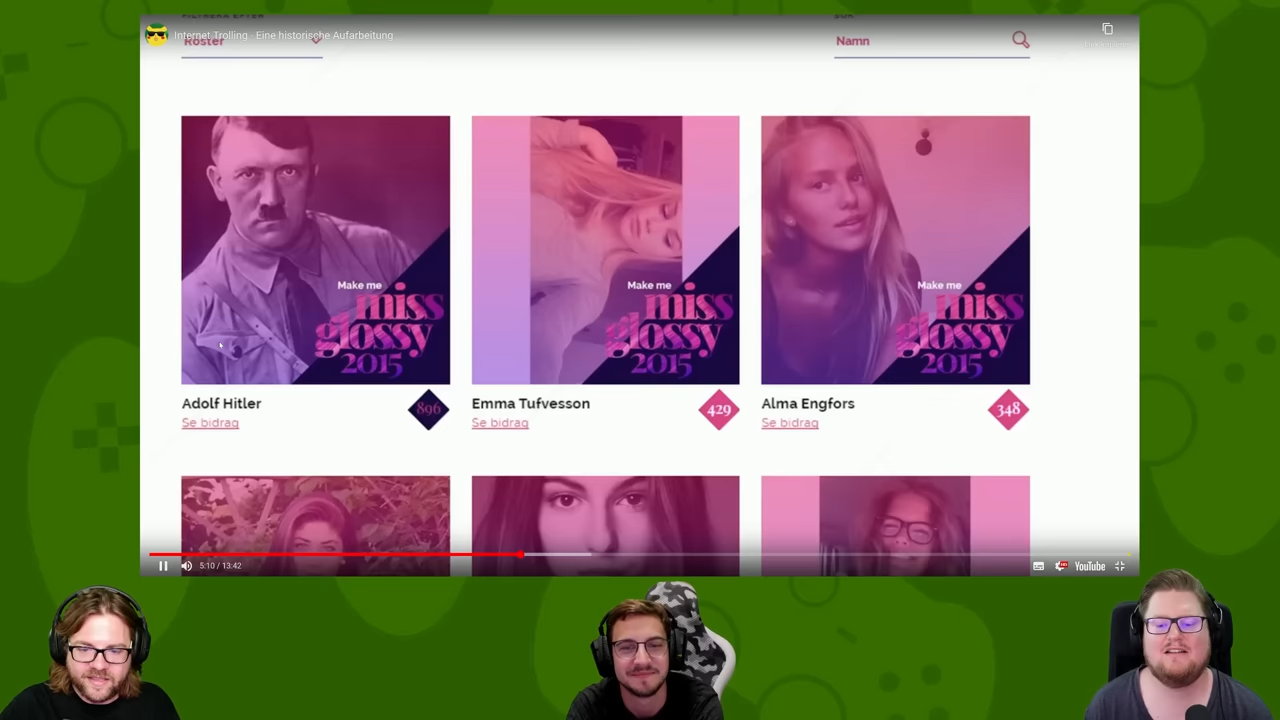 FILTRERA EFTER
Internet Trolling - Eine historische Aufarbeitung
Röster
Namn
Make me
miss
glossy
2015
Make me
miss
glossy
2015
Make me
miss
glossy
2015
Adolf Hitler
896
Emma Tufvesson
429
Alma Engfors
348
Se bidrag
Se bidrag
Se bidrag
5:10 / 13:42
YouTube